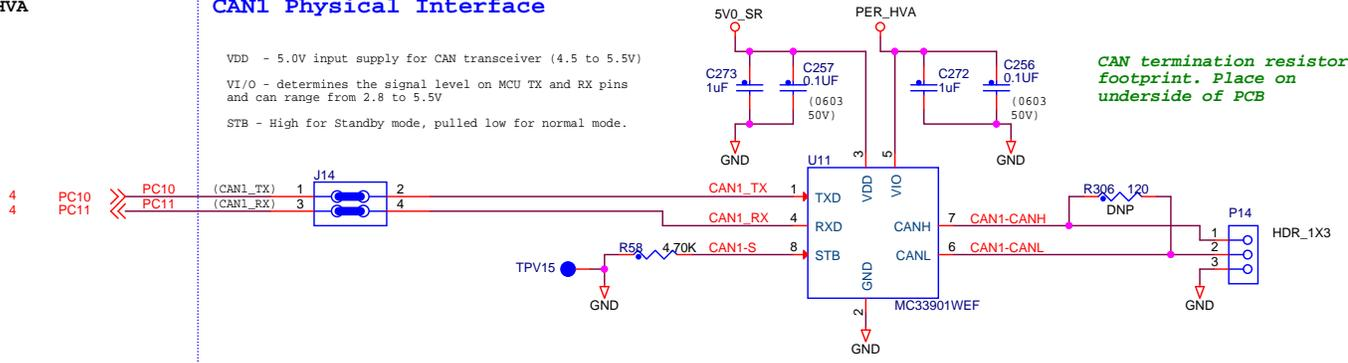 HVA
CAN1 Physical Interface
5V0_SR
PER_HVA
VDD - 5.0V input supply for CAN transceiver (4.5 to 5.5V)
VI/O - determines the signal level on MCU TX and RX pins
and can range from 2.8 to 5.5V
STB - High for Standby mode, pulled low for normal mode.
C273
1uF
C257
0.1UF
(0603
50V)
C272
1uF
C256
0.1UF
(0603
50V)
CAN termination resistor
footprint. Place on
underside of PCB
GND
GND
U11
3
5
VDD
VIO
J14
4 PC10 PC10 (CAN1_TX) 1 2 CAN1_TX 1 TXD
4 PC11 PC11 (CAN1_RX) 3 4 CAN1_RX 4 RXD
R58 4.70K CAN1-S 8 STB
TPV15
GND
CANH 7 CAN1-CANH
CANL 6 CAN1-CANL
GND
2
GND
MC33901WEF
R306 120
DNP
P14
HDR_1X3
1
2
3
GND